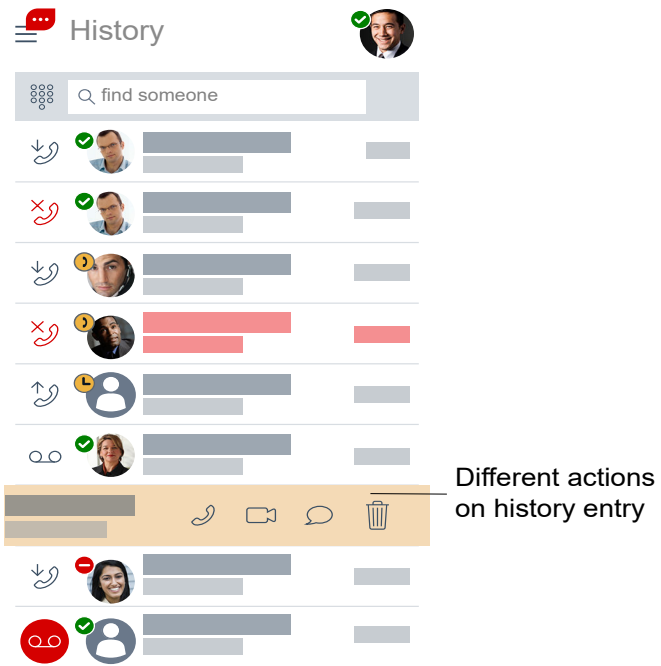 History
find someone
Different actions
on history entry